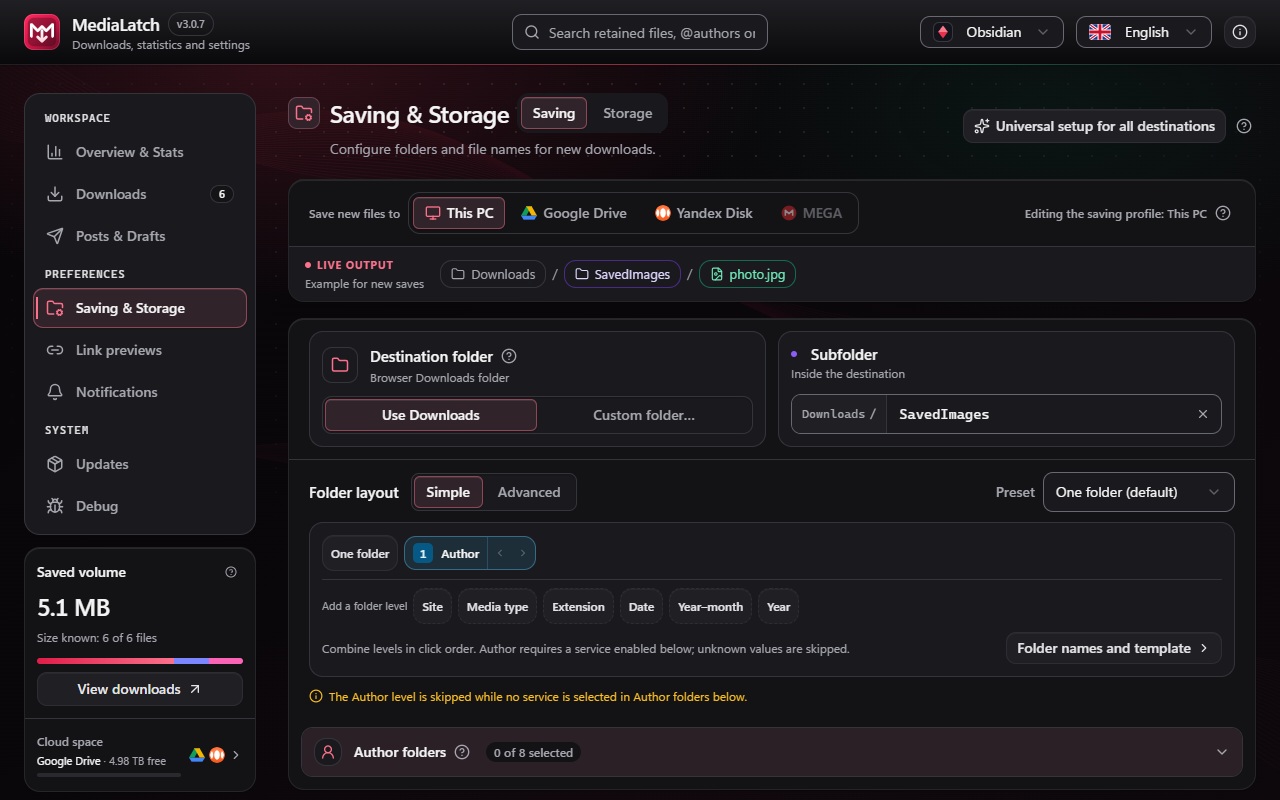 MediaLatch v3.0.7
Downloads, statistics and settings
Search retained files, @authors or
Obsidian
English
WORKSPACE
Overview & Stats
Downloads 6
Posts & Drafts
PREFERENCES
Saving & Storage
Link previews
Notifications
SYSTEM
Updates
Debug
Saved volume
5.1 MB
Size known: 6 of 6 files
View downloads
Cloud space
Google Drive · 4.98 TB free
Saving & Storage Saving Storage
Configure folders and file names for new downloads.
Universal setup for all destinations
Save new files to This PC Google Drive Yandex Disk MEGA
Editing the saving profile: This PC
LIVE OUTPUT
Example for new saves
Downloads / SavedImages / photo.jpg
Destination folder
Browser Downloads folder
Use Downloads Custom folder...
Subfolder
Inside the destination
Downloads / SavedImages
Folder layout Simple Advanced
Preset One folder (default)
One folder 1 Author
Add a folder level Site Media type Extension Date Year–month Year
Combine levels in click order. Author requires a service enabled below; unknown values are skipped.
Folder names and template
The Author level is skipped while no service is selected in Author folders below.
Author folders 0 of 8 selected